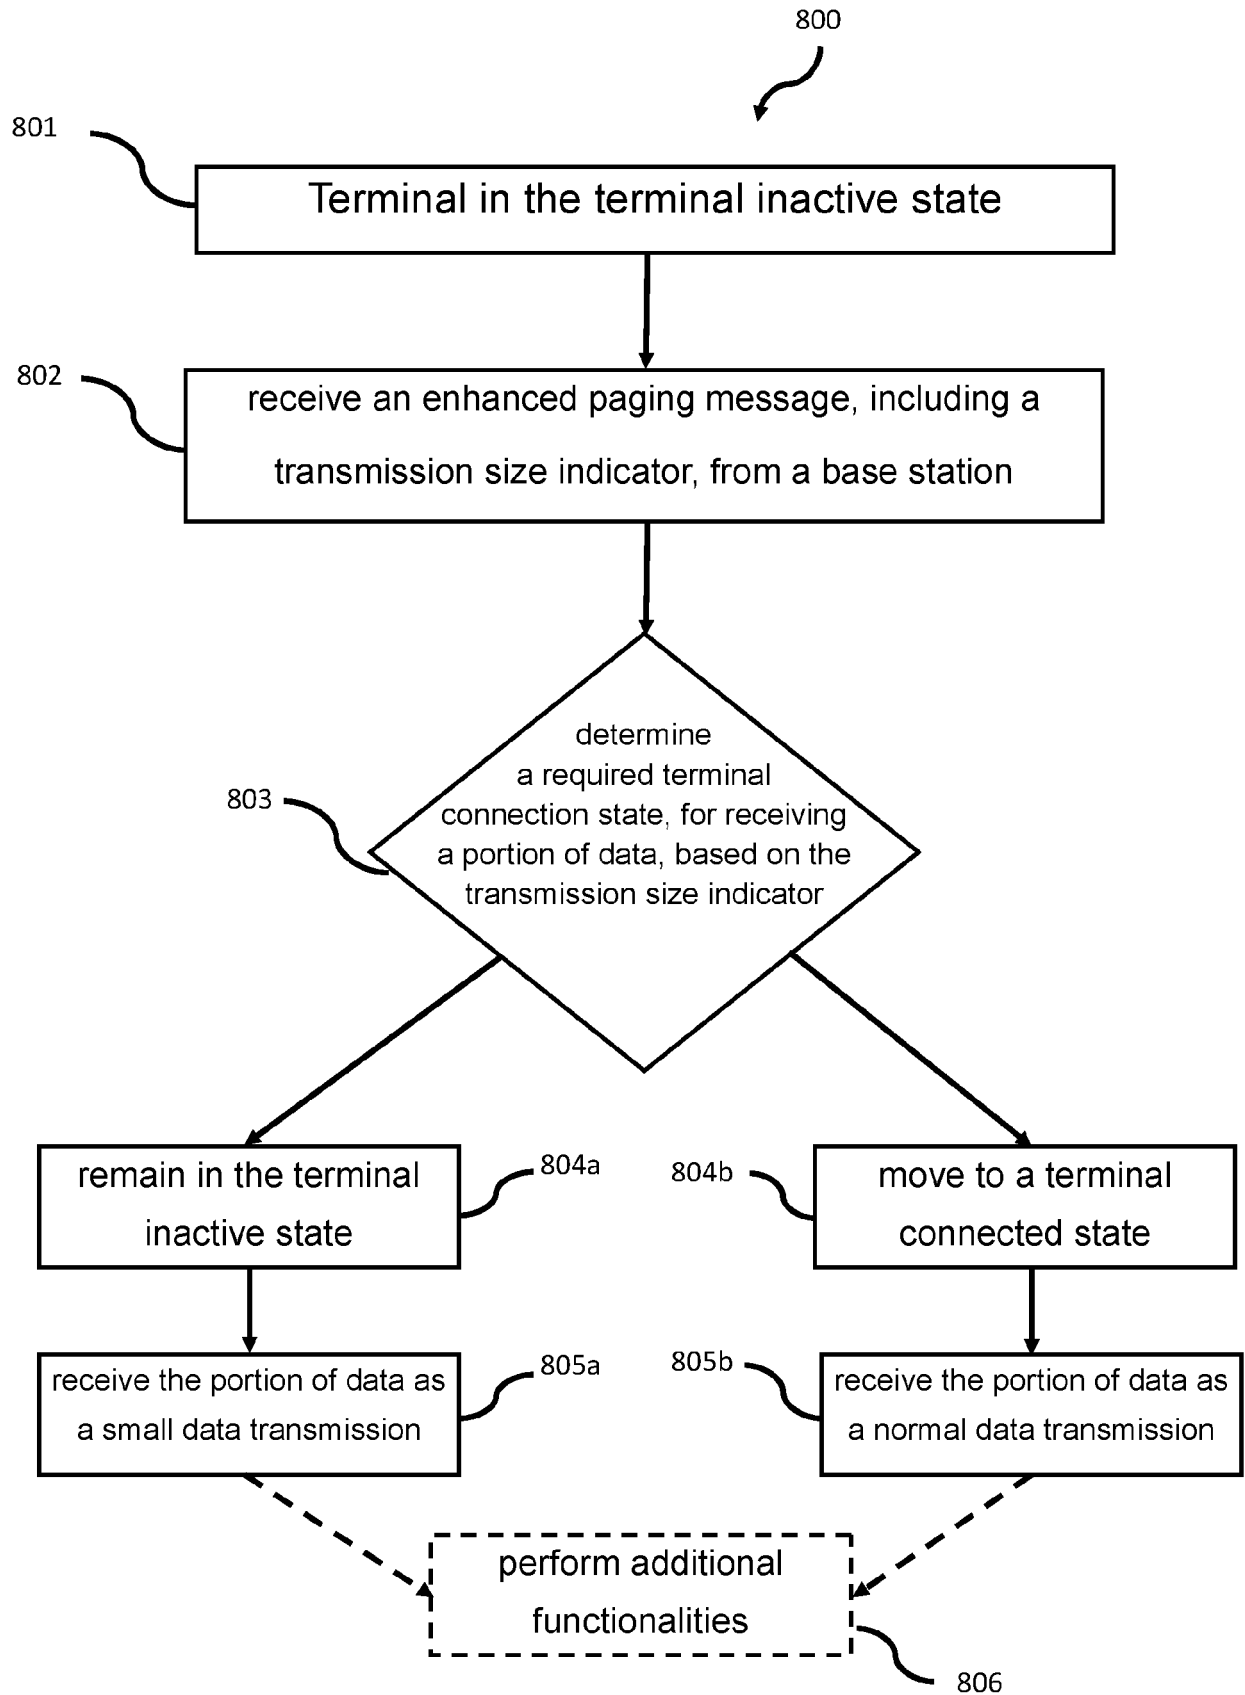 800
801
Terminal in the terminal inactive state
802
receive an enhanced paging message, including a
transmission size indicator, from a base station
803
determine
a required terminal
connection state, for receiving
a portion of data, based on the
transmission size indicator
remain in the terminal
inactive state
804a
804b
move to a terminal
connected state
receive the portion of data as
a small data transmission
805a
805b
receive the portion of data as
a normal data transmission
perform additional
functionalities
806